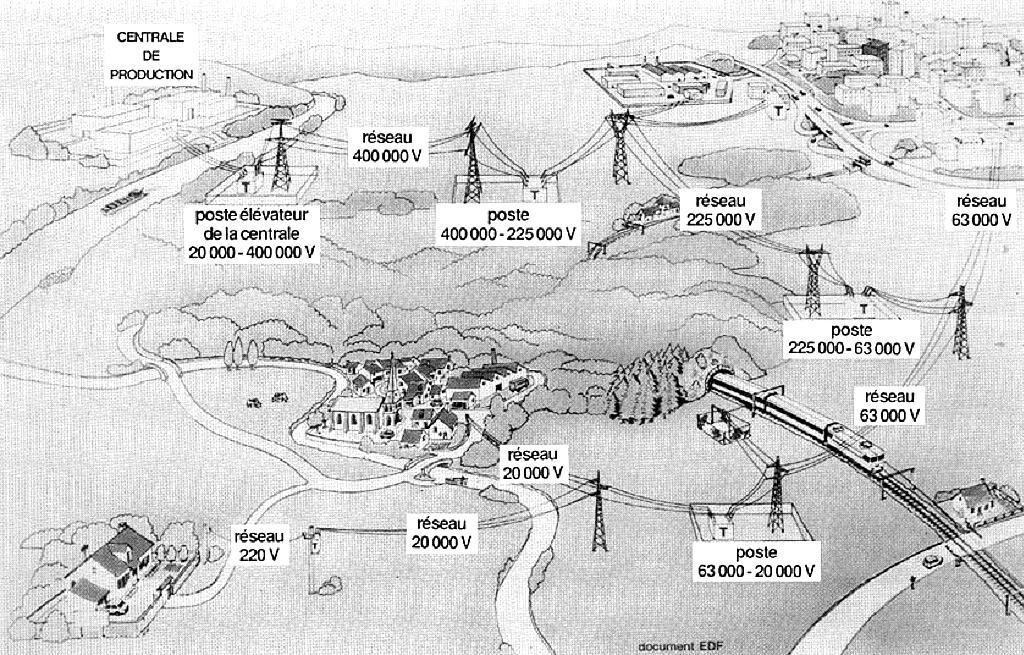 CENTRALE
DE
PRODUCTION
réseau
400 000 V
poste élévateur
de la centrale
20 000 - 400 000 V
poste
400 000 - 225 000 V
réseau
225 000 V
réseau
63 000 V
poste
225 000 - 63 000 V
réseau
63 000 V
réseau
20 000 V
réseau
220 V
réseau
20 000 V
poste
63 000 - 20 000 V
T
T
T
T
T
T
document EDF